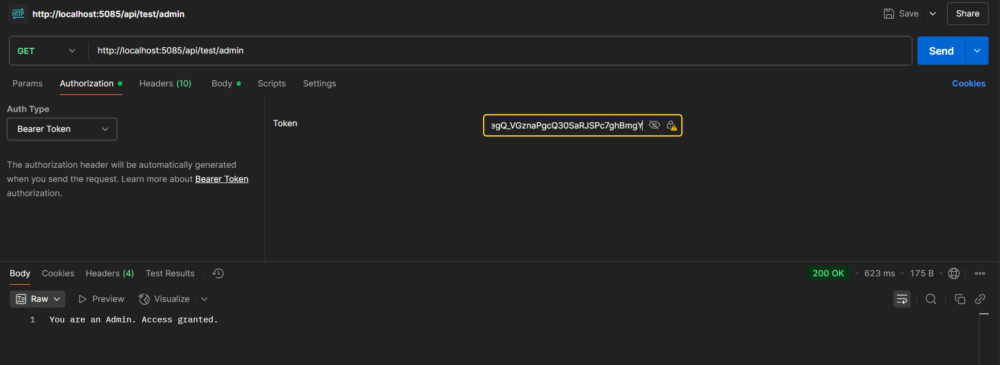 HTTP http://localhost:5085/api/test/admin Save Share
GET http://localhost:5085/api/test/admin Send
Params Authorization Headers (10) Body Scripts Settings Cookies
Auth Type
Bearer Token
Token egQ_VGznaPgcQ30SaRJSPc7ghBmgY
The authorization header will be automatically generated
when you send the request. Learn more about Bearer Token
authorization.
Body Cookies Headers (4) Test Results 200 OK • 623 ms • 175 B
Raw Preview Visualize
1 You are an Admin. Access granted.